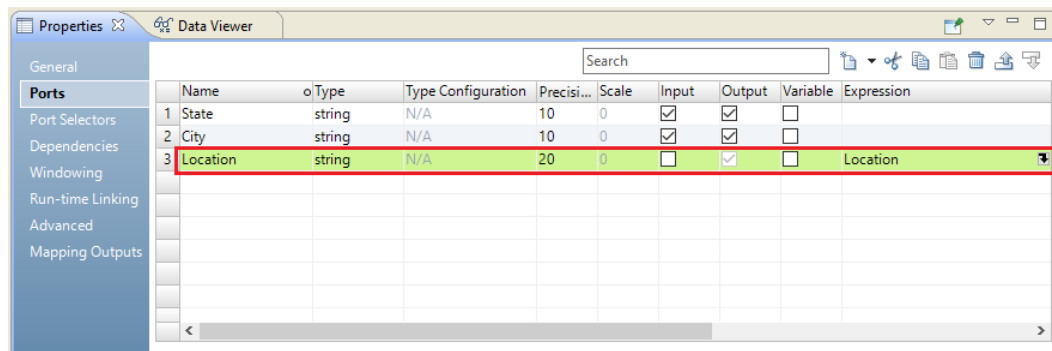 Properties Data Viewer
Search
General
Ports
Port Selectors
Dependencies
Windowing
Run-time Linking
Advanced
Mapping Outputs
Name Type Type Configuration Precisi... Scale Input Output Variable Expression
1 State string N/A 10 0
2 City string N/A 10 0
3 Location string N/A 20 0 Location